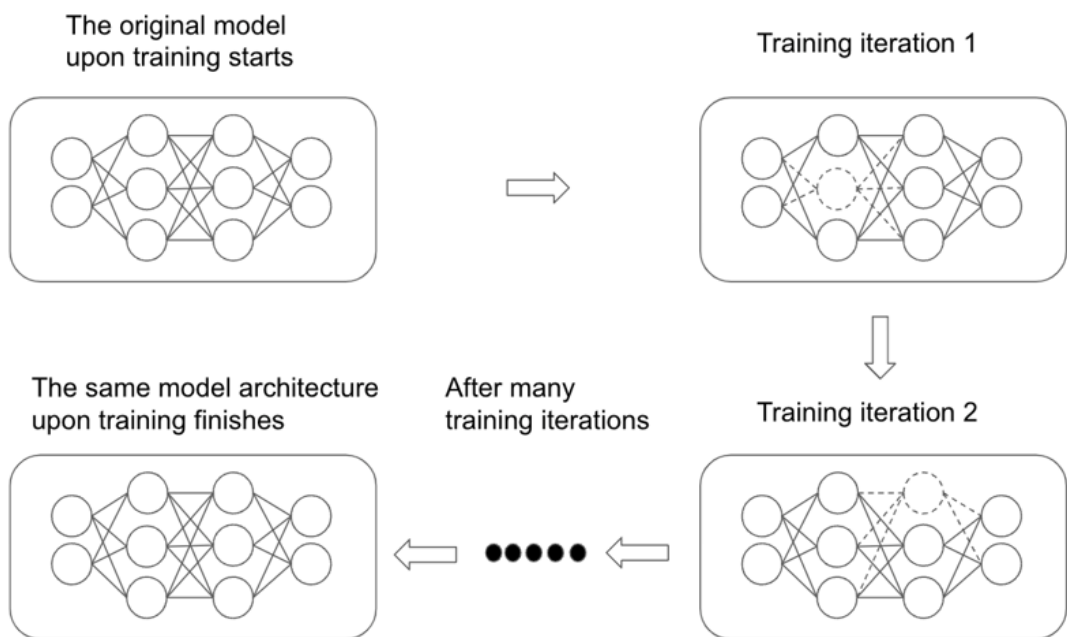 The original model
upon training starts
Training iteration 1
Training iteration 2
After many
training iterations
The same model architecture
upon training finishes